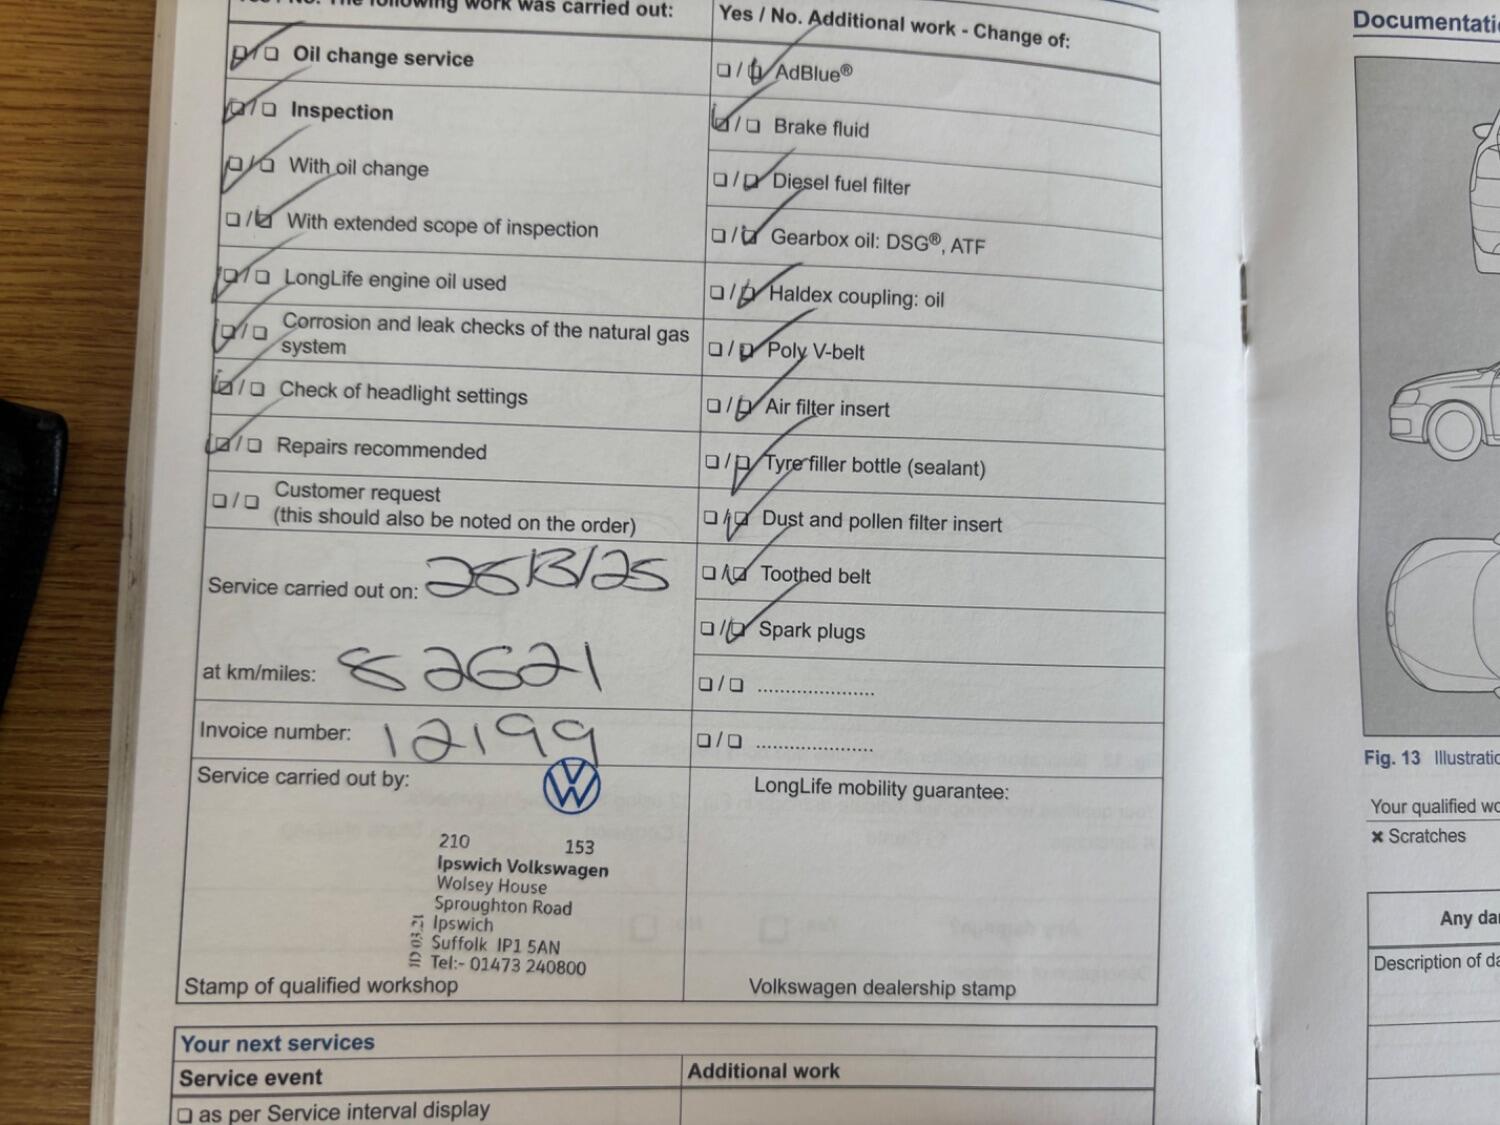 Yes / No. The following work was carried out:
❏ / ❏ Oil change service
❏ / ❏ Inspection
❏ / ❏ With oil change
❏ / ❏ With extended scope of inspection
❏ / ❏ LongLife engine oil used
❏ / ❏ Corrosion and leak checks of the natural gas
system
❏ / ❏ Check of headlight settings
❏ / ❏ Repairs recommended
❏ / ❏ Customer request
(this should also be noted on the order)
Service carried out on:
at km/miles: 82621
Invoice number: 12199
Service carried out by:
210 153
Ipswich Volkswagen
Wolsey House
Sproughton Road
Ipswich
Suffolk IP1 5AN
Tel:- 01473 240800
Stamp of qualified workshop
Yes / No. Additional work - Change of:
❏ / ❏ AdBlue®
❏ / ❏ Brake fluid
❏ / ❏ Diesel fuel filter
❏ / ❏ Gearbox oil: DSG®, ATF
❏ / ❏ Haldex coupling: oil
❏ / ❏ Poly V-belt
❏ / ❏ Air filter insert
❏ / ❏ Tyre filler bottle (sealant)
❏ / ❏ Dust and pollen filter insert
❏ / ❏ Toothed belt
❏ / ❏ Spark plugs
❏ / ❏ .....................
❏ / ❏ .....................
LongLife mobility guarantee:
Volkswagen dealership stamp
Your next services
Service event
Additional work
❏ as per Service interval display
Documentati
Fig. 13 Illustratio
Your qualified wo
✖ Scratches
Any da
Description of da